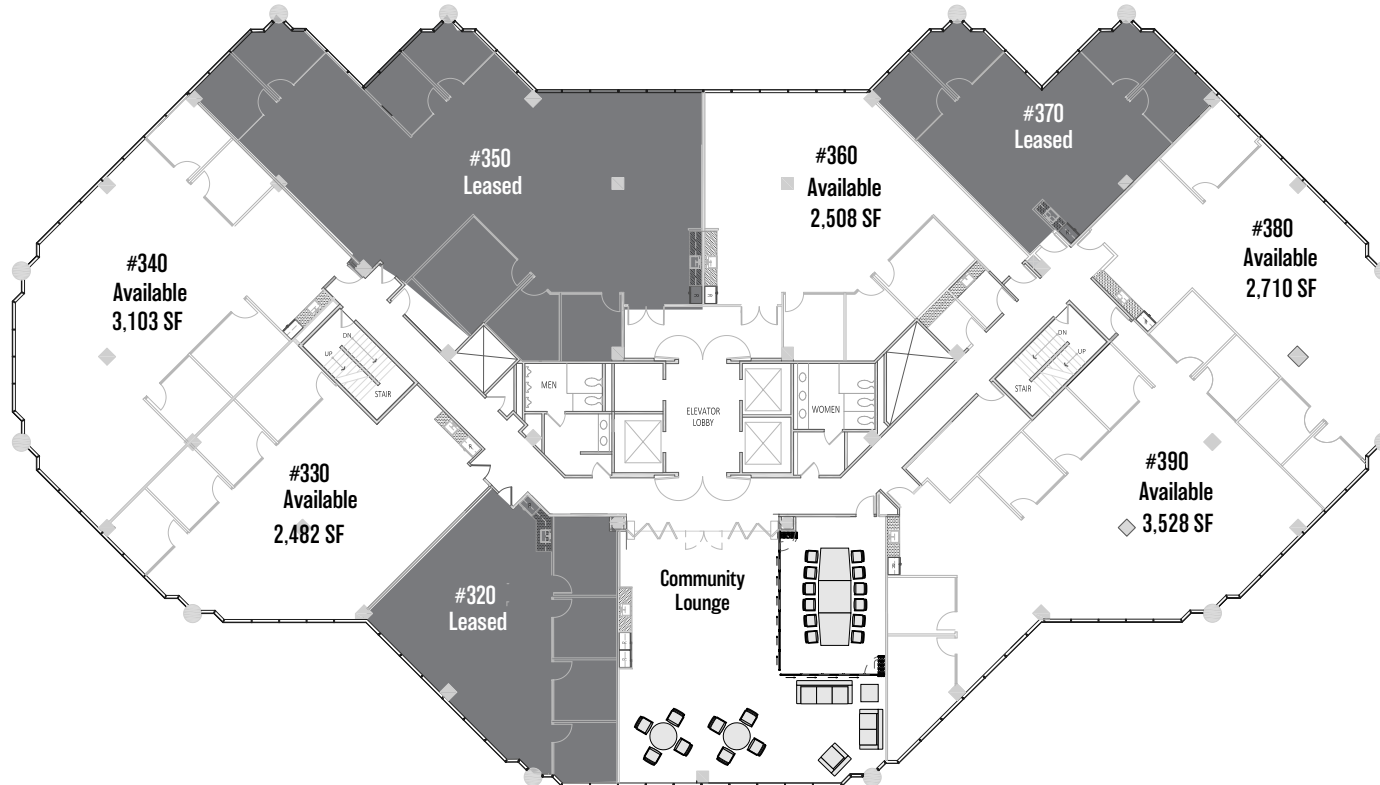 #350
Leased
#360
Available
2,508 SF
#370
Leased
#380
Available
2,710 SF
#340
Available
3,103 SF
DN
UP
STAIR
MEN
ELEVATOR
LOBBY
WOMEN
DN
UP
STAIR
#330
Available
2,482 SF
#390
Available
3,528 SF
#320
Leased
Community
Lounge